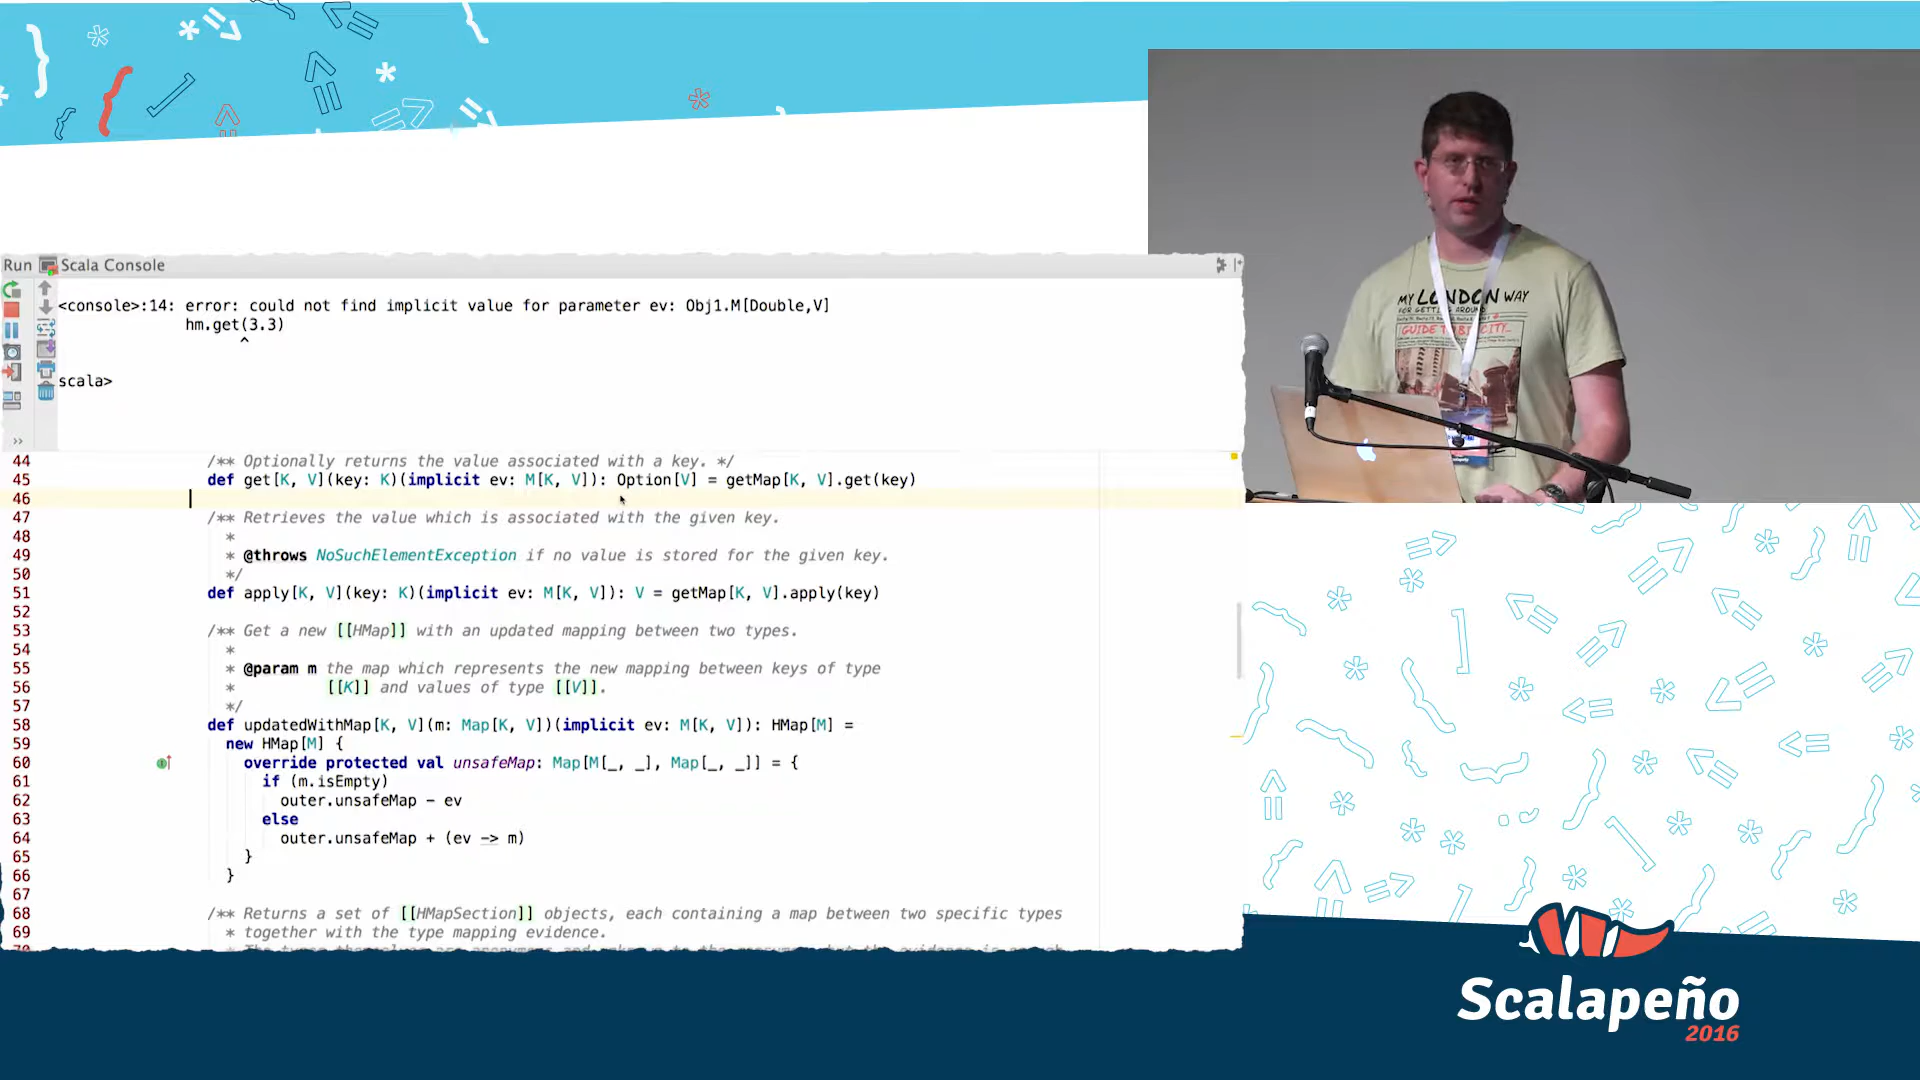 Run Scala Console
<console>:14: error: could not find implicit value for parameter ev: Obj1.M[Double,V]
hm.get(3.3)
^
scala>
44 /** Optionally returns the value associated with a key. */
45 def get[K, V](key: K)(implicit ev: M[K, V]): Option[V] = getMap[K, V].get(key)
46
47 /** Retrieves the value which is associated with the given key.
48 *
49 * @throws NoSuchElementException if no value is stored for the given key.
50 */
51 def apply[K, V](key: K)(implicit ev: M[K, V]): V = getMap[K, V].apply(key)
52
53 /** Get a new [[HMap]] with an updated mapping between two types.
54 *
55 * @param m the map which represents the new mapping between keys of type
56 * [[K]] and values of type [[V]].
57 */
58 def updatedWithMap[K, V](m: Map[K, V])(implicit ev: M[K, V]): HMap[M] =
59 new HMap[M] {
60 override protected val unsafeMap: Map[M[_, _], Map[_, _]] = {
61 if (m.isEmpty)
62 outer.unsafeMap - ev
63 else
64 outer.unsafeMap + (ev -> m)
65 }
66 }
67
68 /** Returns a set of [[HMapSection]] objects, each containing a map between two specific types
69 * together with the type mapping evidence.
MY LONDON WAY
FOR GETTING AROUND
GUIDE TO BIG CITY
Scalapeño
2016